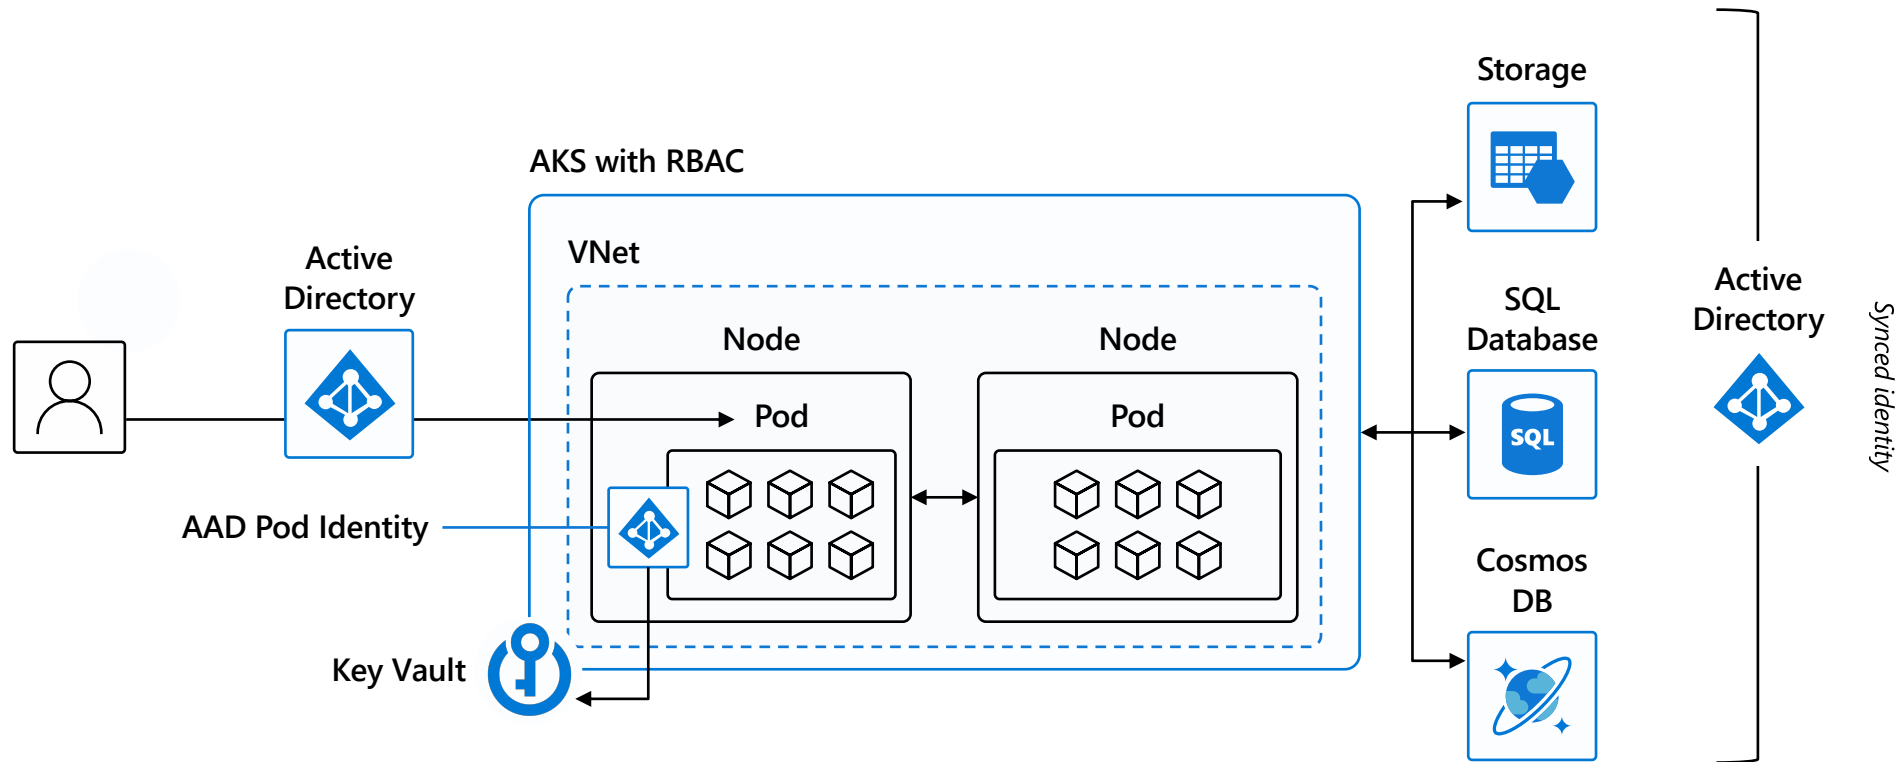 Storage
AKS with RBAC
VNet
Active
Directory
Active
Directory
SQL
Database
Synced identity
Node
Node
Pod
Pod
SQL
AAD Pod Identity
Cosmos
DB
Key Vault